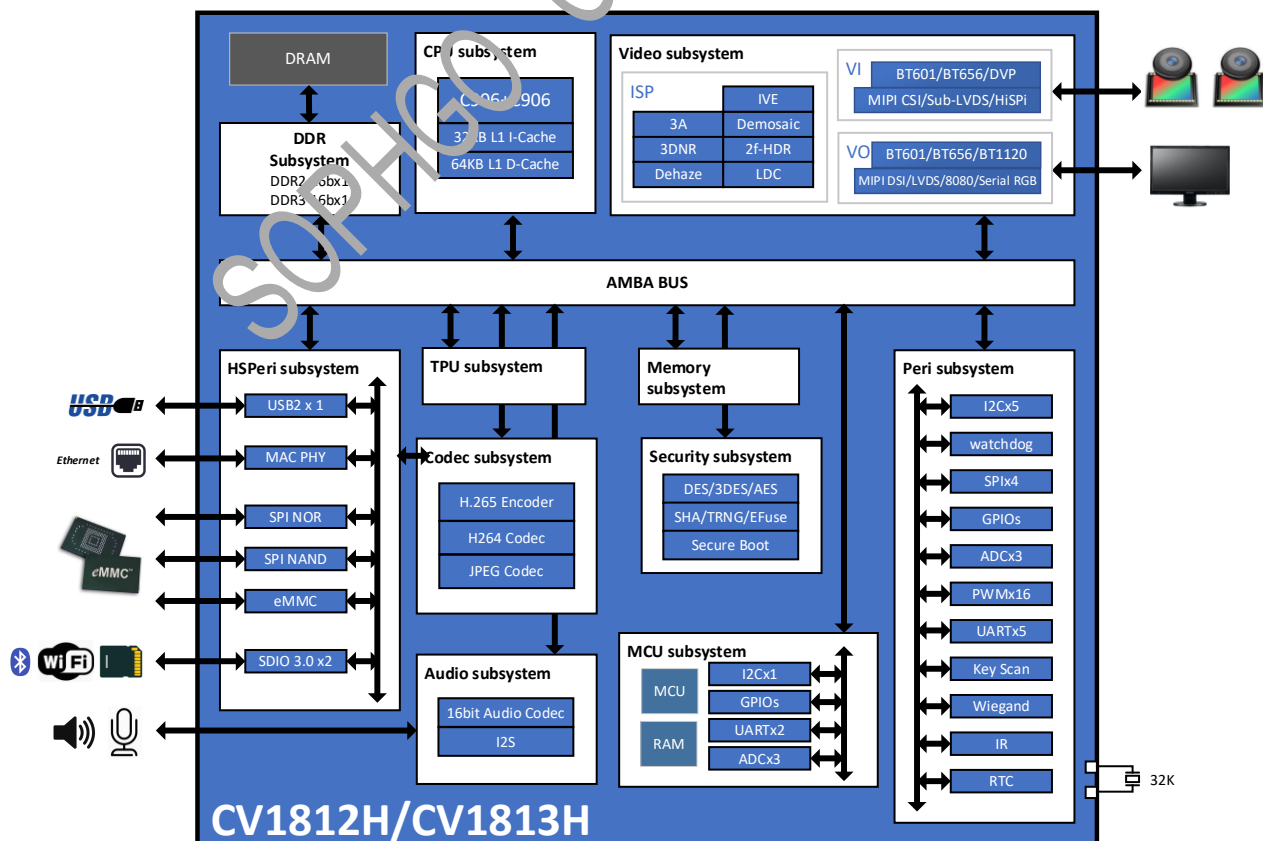 DRAM
DDR
Subsystem
CPU subsystem
32KB L1 I-Cache
64KB L1 D-Cache
Video subsystem
ISP
IVE
3A
Demosaic
3DNR
2f-HDR
Dehaze
LDC
VI
BT601/BT656/DVP
MIPI CSI/Sub-LVDS/HiSPi
VO
BT601/BT656/BT1120
MIPI DSI/LVDS/8080/Serial RGB
SOPHGO
AMBA BUS
HSPeri subsystem
USB2 x 1
MAC PHY
SPI NOR
SPI NAND
eMMC
SDIO 3.0 x2
USB
Ethernet
eMMC™
WiFi
TPU subsystem
Codec subsystem
H.265 Encoder
H264 Codec
JPEG Codec
Audio subsystem
16bit Audio Codec
I2S
Memory
subsystem
Security subsystem
DES/3DES/AES
SHA/TRNG/EFuse
Secure Boot
MCU subsystem
MCU
RAM
I2Cx1
GPIOs
UARTx2
ADCx3
Peri subsystem
I2Cx5
watchdog
SPIx4
GPIOs
ADCx3
PWMx16
UARTx5
Key Scan
Wiegand
IR
RTC
32K
CV1812H/CV1813H